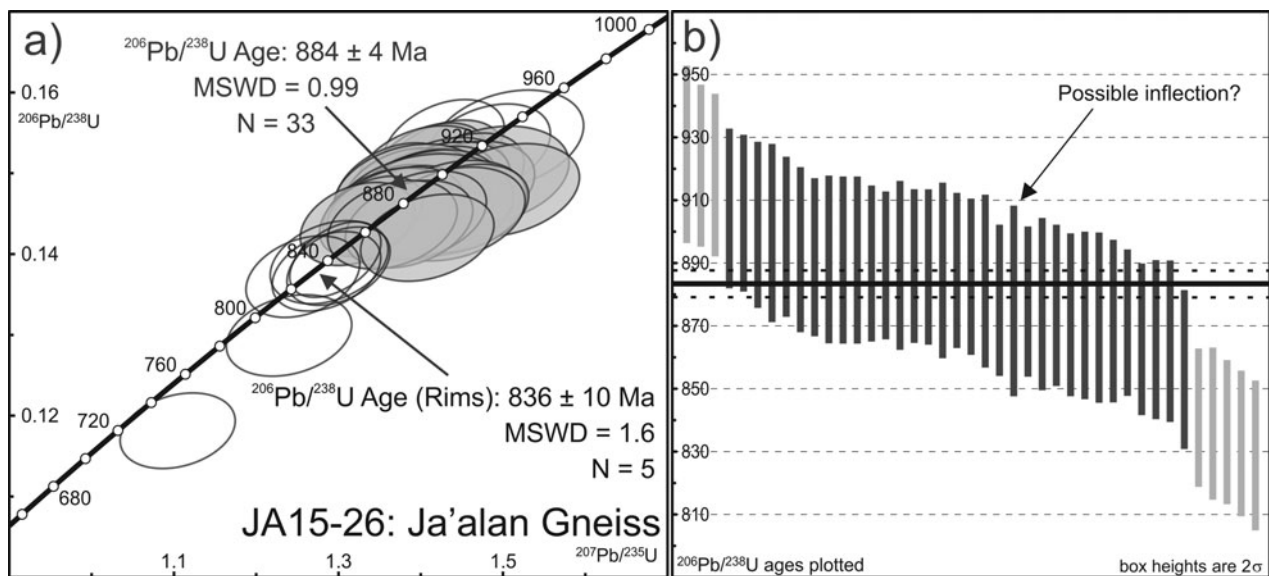 a)
²⁰⁶Pb/²³⁸U Age: 884 ± 4 Ma
MSWD = 0.99
N = 33
1000
960
920
880
840
800
760
720
680
0.16
²⁰⁶Pb/²³⁸U
0.14
0.12
²⁰⁶Pb/²³⁸U Age (Rims): 836 ± 10 Ma
MSWD = 1.6
N = 5
JA15-26: Ja'alan Gneiss
1.1
1.3
1.5
²⁰⁷Pb/²³⁵U
b)
Possible inflection?
950
930
910
890
870
850
830
810
²⁰⁶Pb/²³⁸U ages plotted
box heights are 2σ